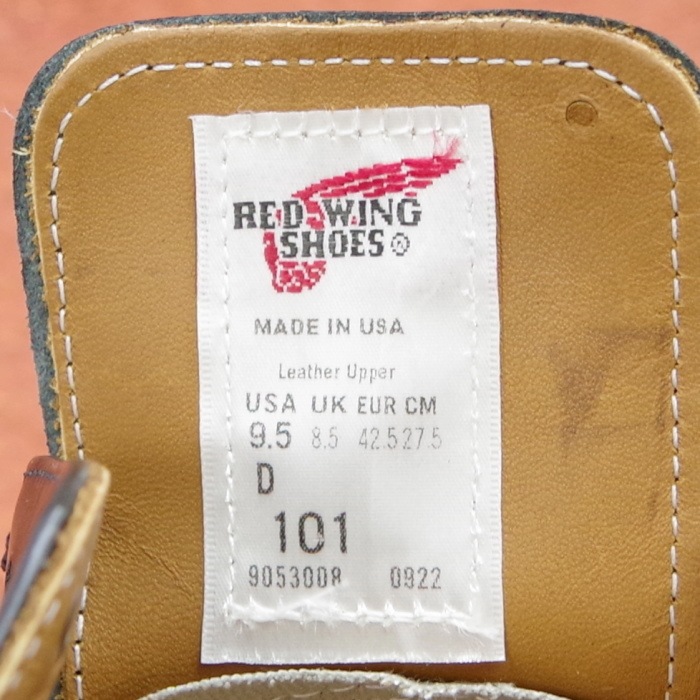 RED WING
SHOES®
MADE IN USA
Leather Upper
USA UK EUR CM
9.5 8.5 42.5 27.5
D
101
9053008 0922